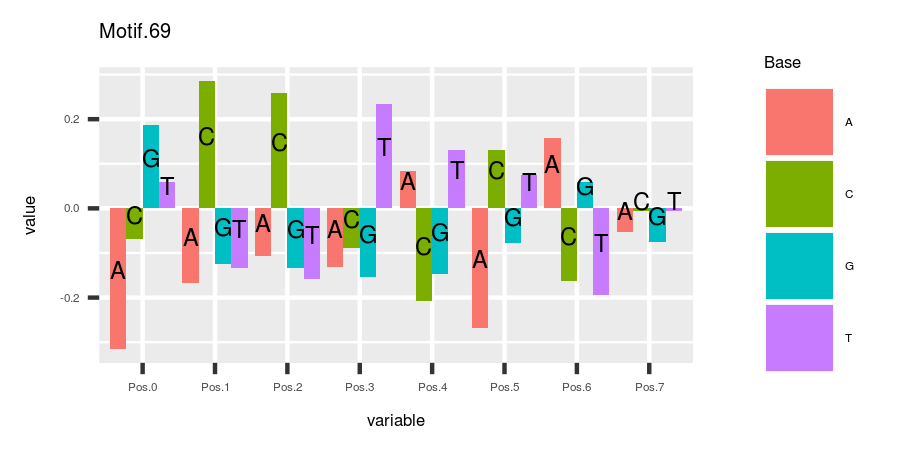 Motif.69
value
0.2
0.0
-0.2
A C G T
A C G T
A C G T
A C G T
A C G T
A C G T
A C G T
A C G T
Pos.0 Pos.1 Pos.2 Pos.3 Pos.4 Pos.5 Pos.6 Pos.7
variable
Base
A
C
G
T